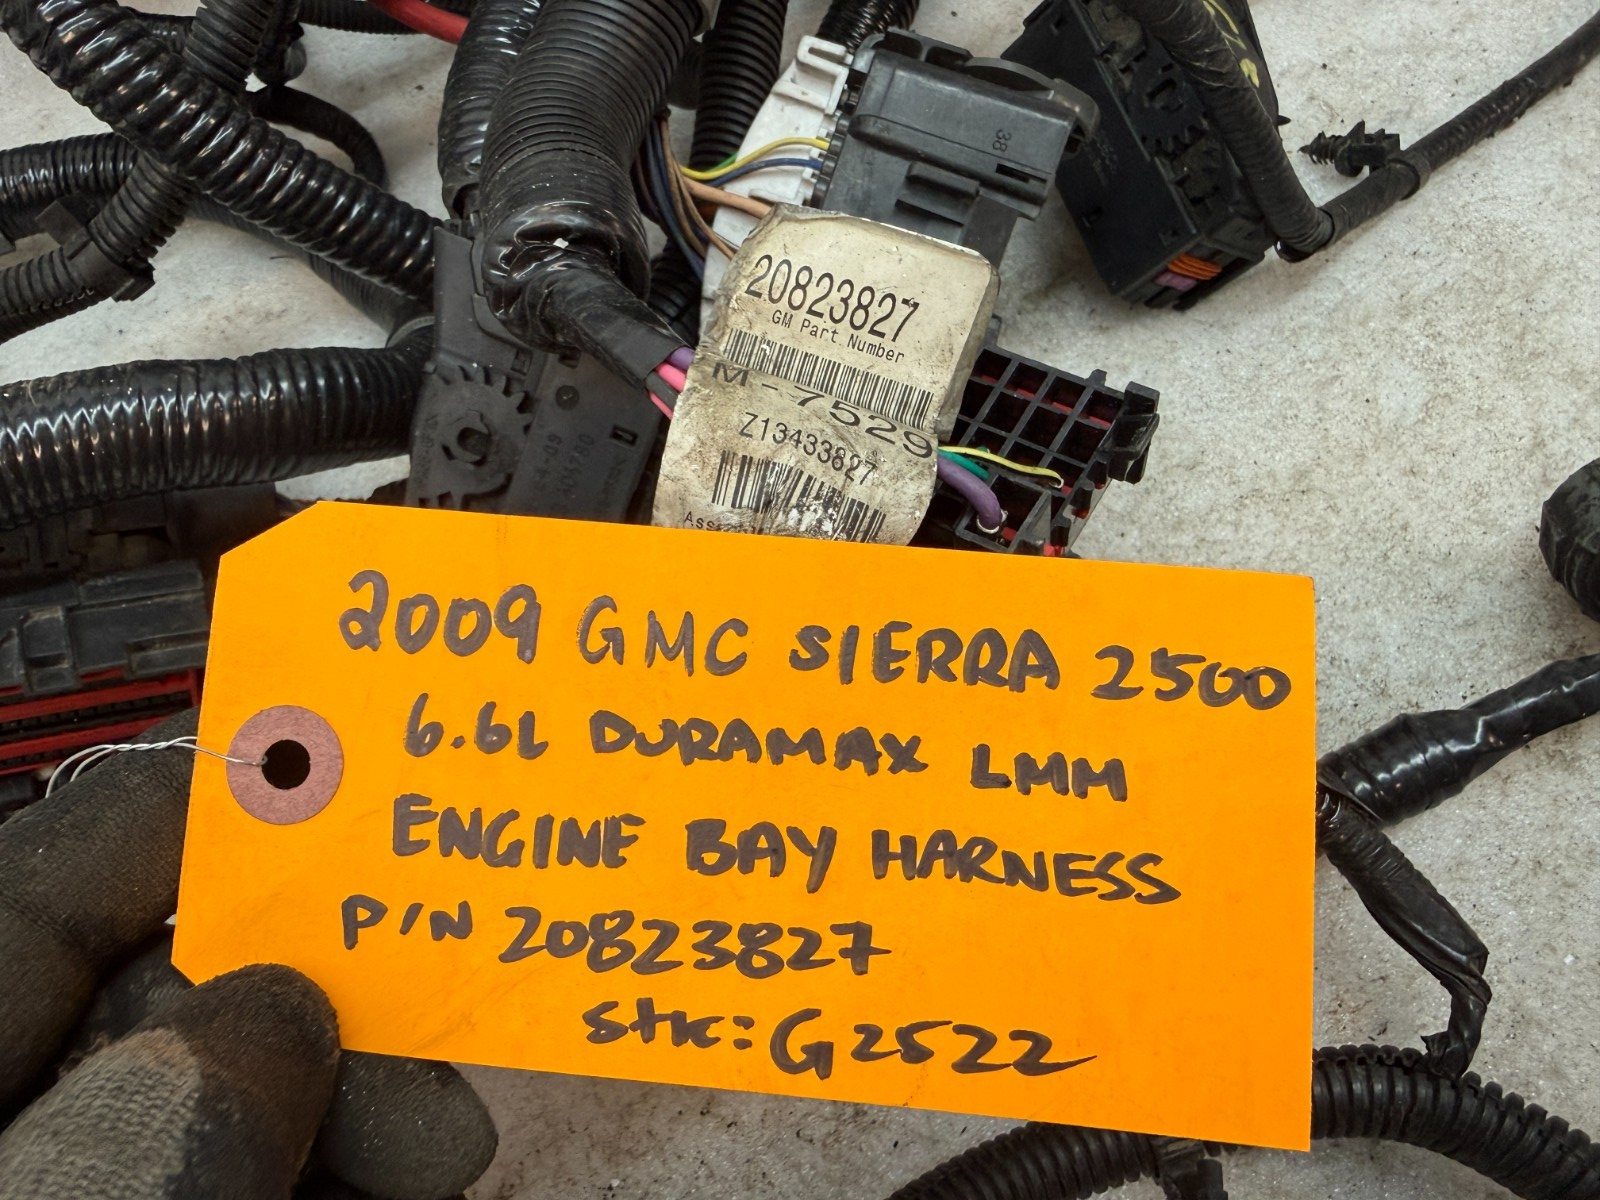 38
20823827
GM Part Number
M-7529
Z13433827
2009 GMC SIERRA 2500
6.6L DURAMAX LMM
ENGINE BAY HARNESS
P/N 20823827
Stk: G2522